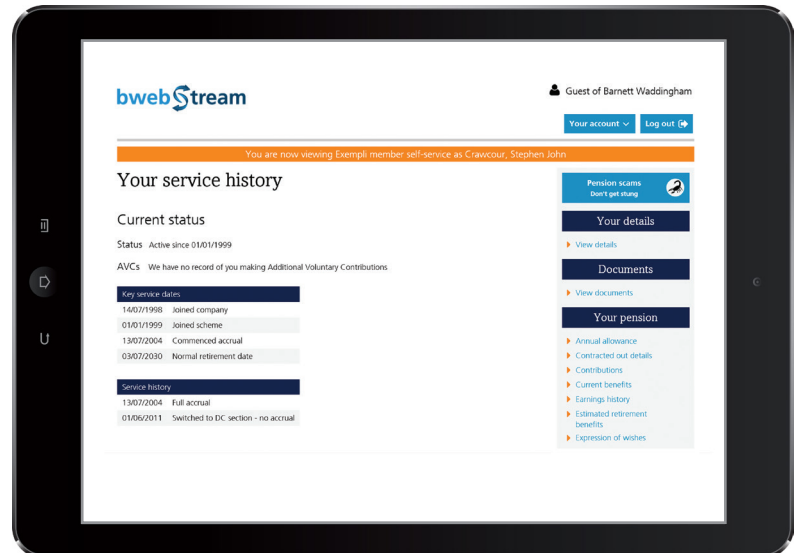 bwebStream
Guest of Barnett Waddingham
Your account
Log out
You are now viewing Exempli member self-service as Crawcour, Stephen John
Your service history
Current status
Status Active since 01/01/1999
AVCs We have no record of you making Additional Voluntary Contributions
Key service dates
14/07/1998 Joined company
01/01/1999 Joined scheme
13/07/2004 Commenced accrual
03/07/2030 Normal retirement date
Service history
13/07/2004 Full accrual
01/06/2011 Switched to DC section - no accrual
Pension scams
Don't get stung
Your details
View details
Documents
View documents
Your pension
Annual allowance
Contracted out details
Contributions
Current benefits
Earnings history
Estimated retirement
benefits
Expression of wishes